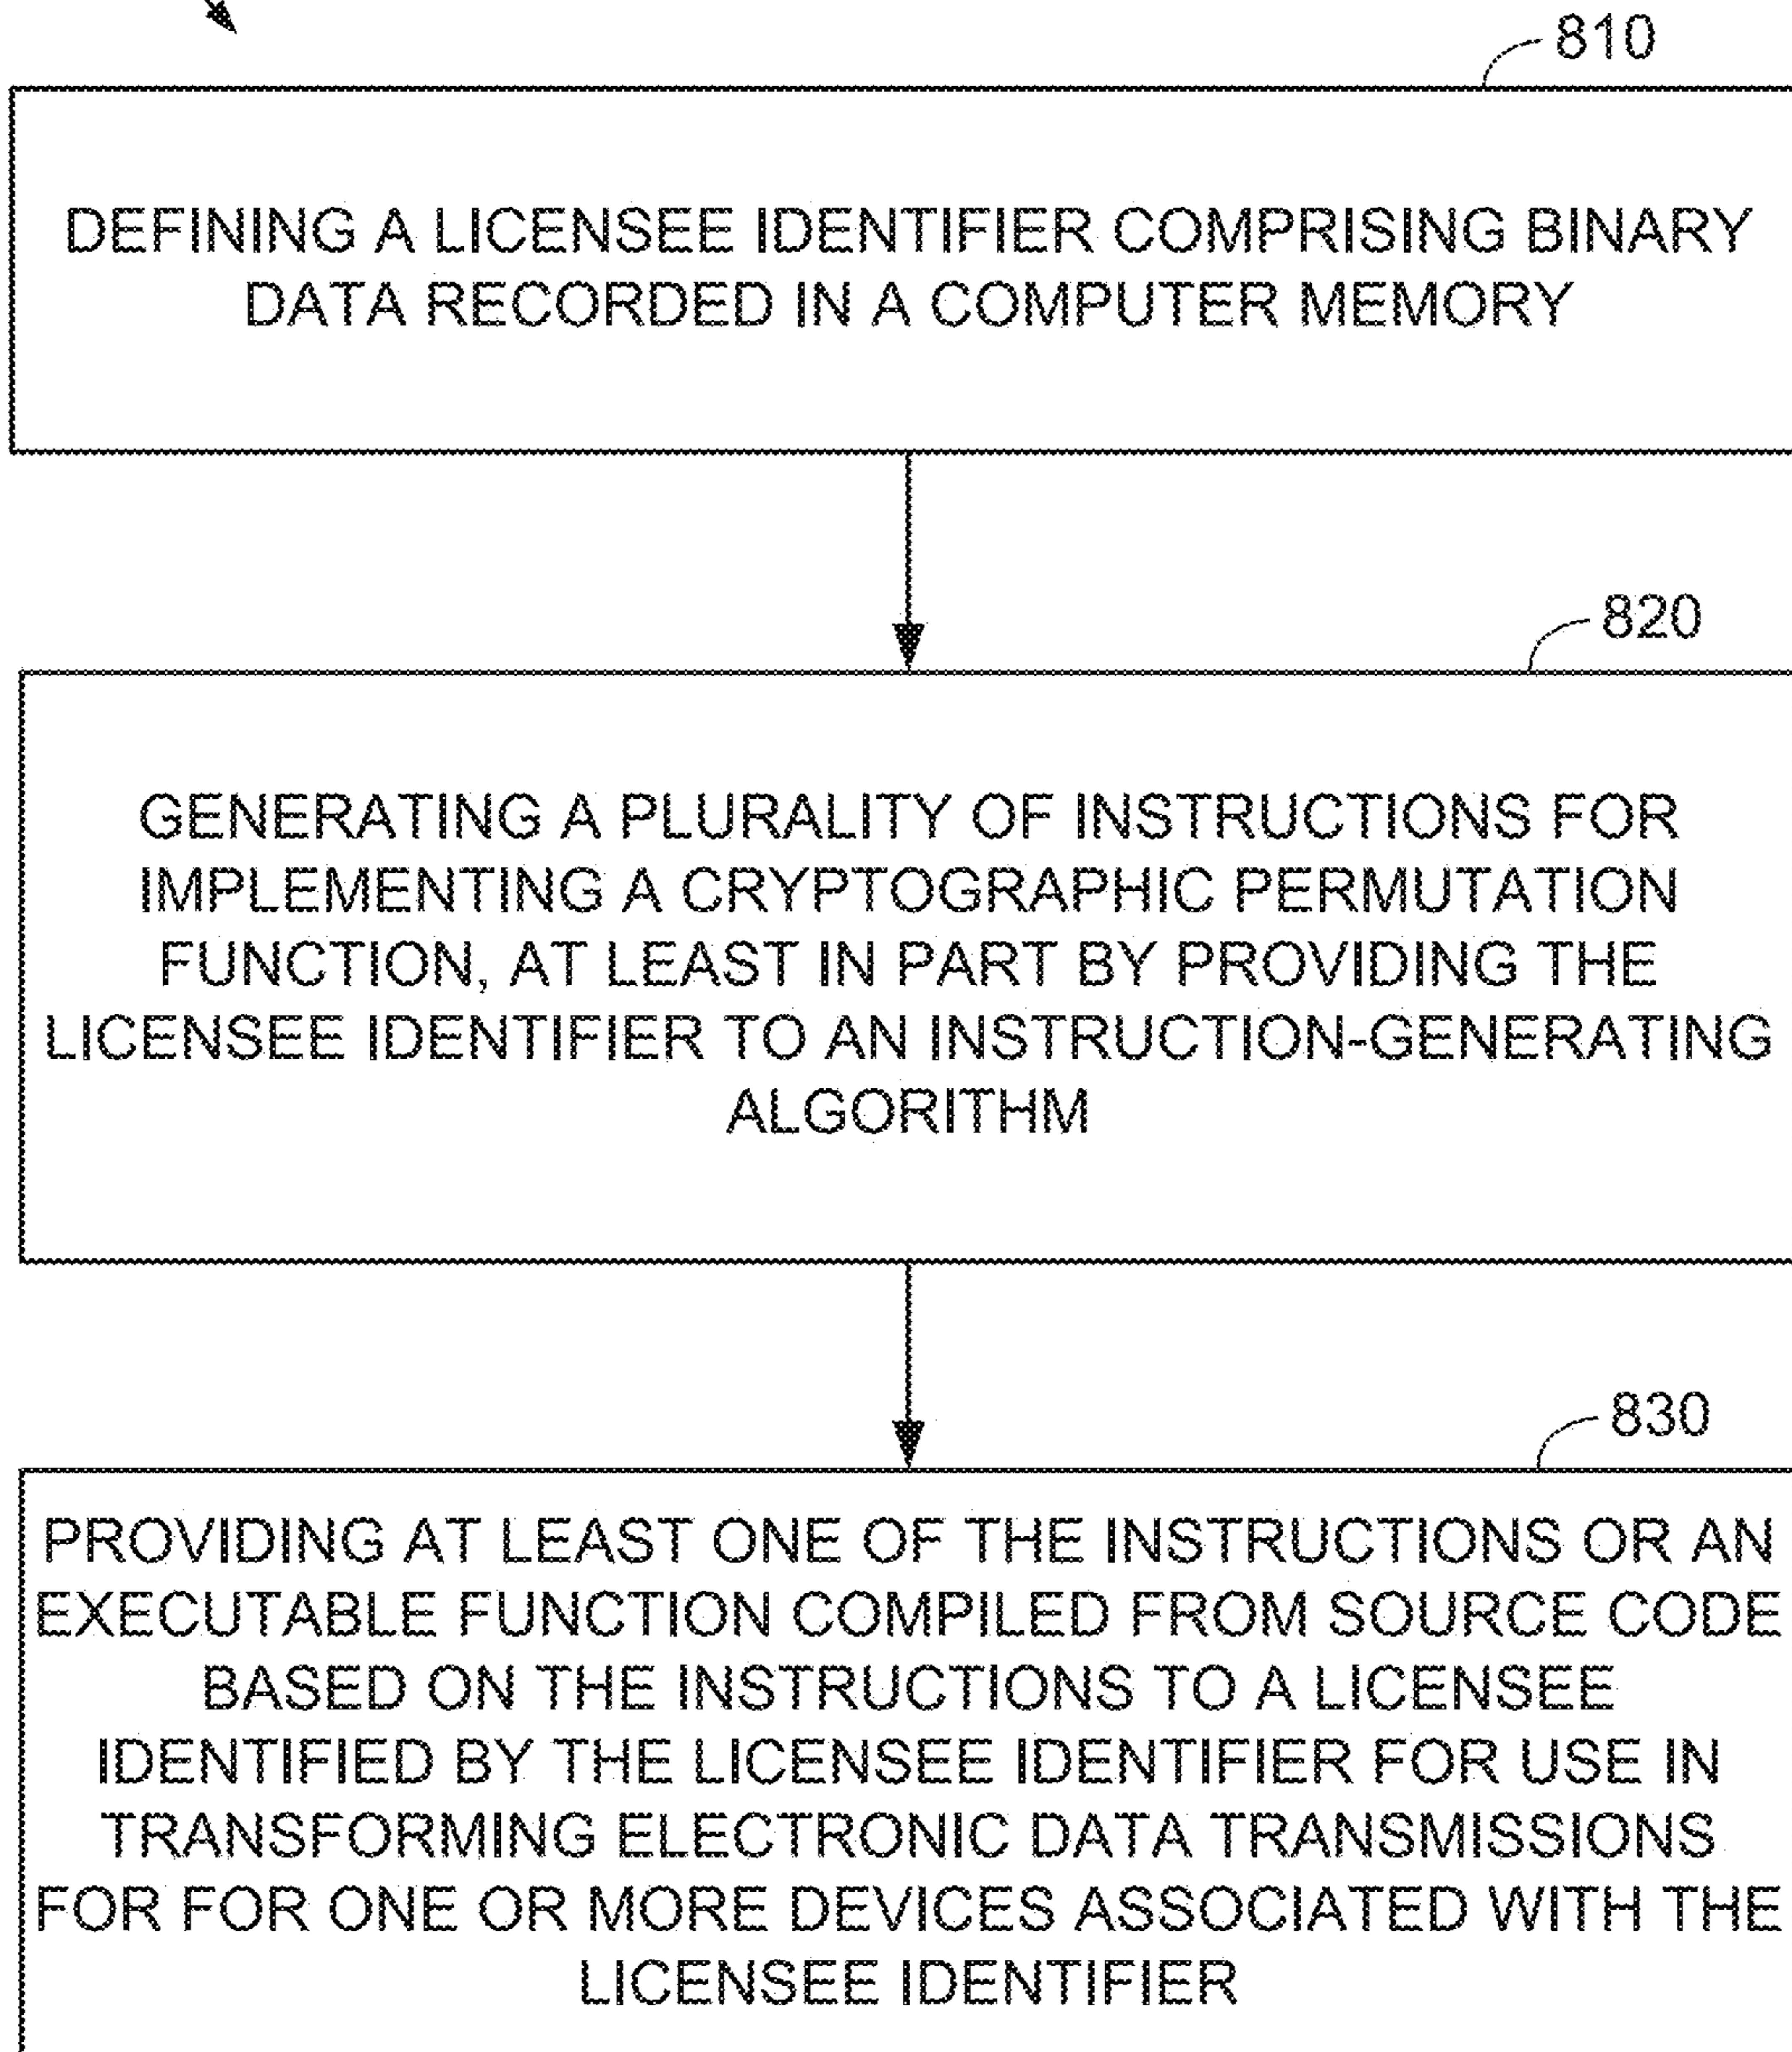 810
DEFINING A LICENSEE IDENTIFIER COMPRISING BINARY
DATA RECORDED IN A COMPUTER MEMORY
820
GENERATING A PLURALITY OF INSTRUCTIONS FOR
IMPLEMENTING A CRYPTOGRAPHIC PERMUTATION
FUNCTION, AT LEAST IN PART BY PROVIDING THE
LICENSEE IDENTIFIER TO AN INSTRUCTION-GENERATING
ALGORITHM
830
PROVIDING AT LEAST ONE OF THE INSTRUCTIONS OR AN
EXECUTABLE FUNCTION COMPILED FROM SOURCE CODE
BASED ON THE INSTRUCTIONS TO A LICENSEE
IDENTIFIED BY THE LICENSEE IDENTIFIER FOR USE IN
TRANSFORMING ELECTRONIC DATA TRANSMISSIONS
FOR FOR ONE OR MORE DEVICES ASSOCIATED WITH THE
LICENSEE IDENTIFIER